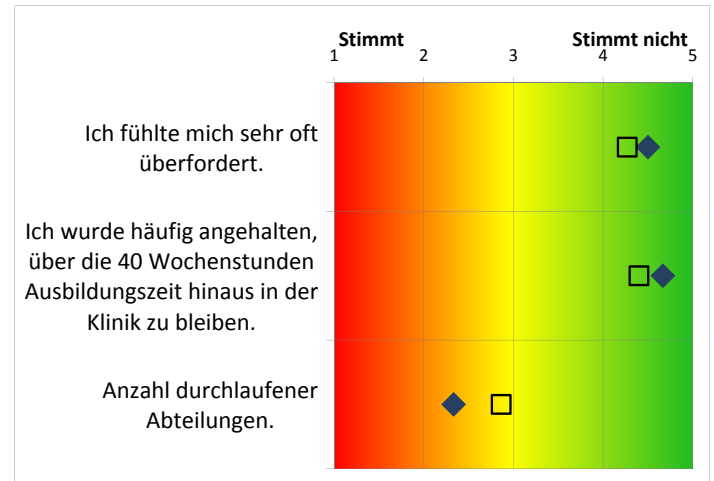 Stimmt Stimmt nicht
1 2 3 4 5
Ich fühlte mich sehr oft
überfordert.
Ich wurde häufig angehalten,
über die 40 Wochenstunden
Ausbildungszeit hinaus in der
Klinik zu bleiben.
Anzahl durchlaufener
Abteilungen.